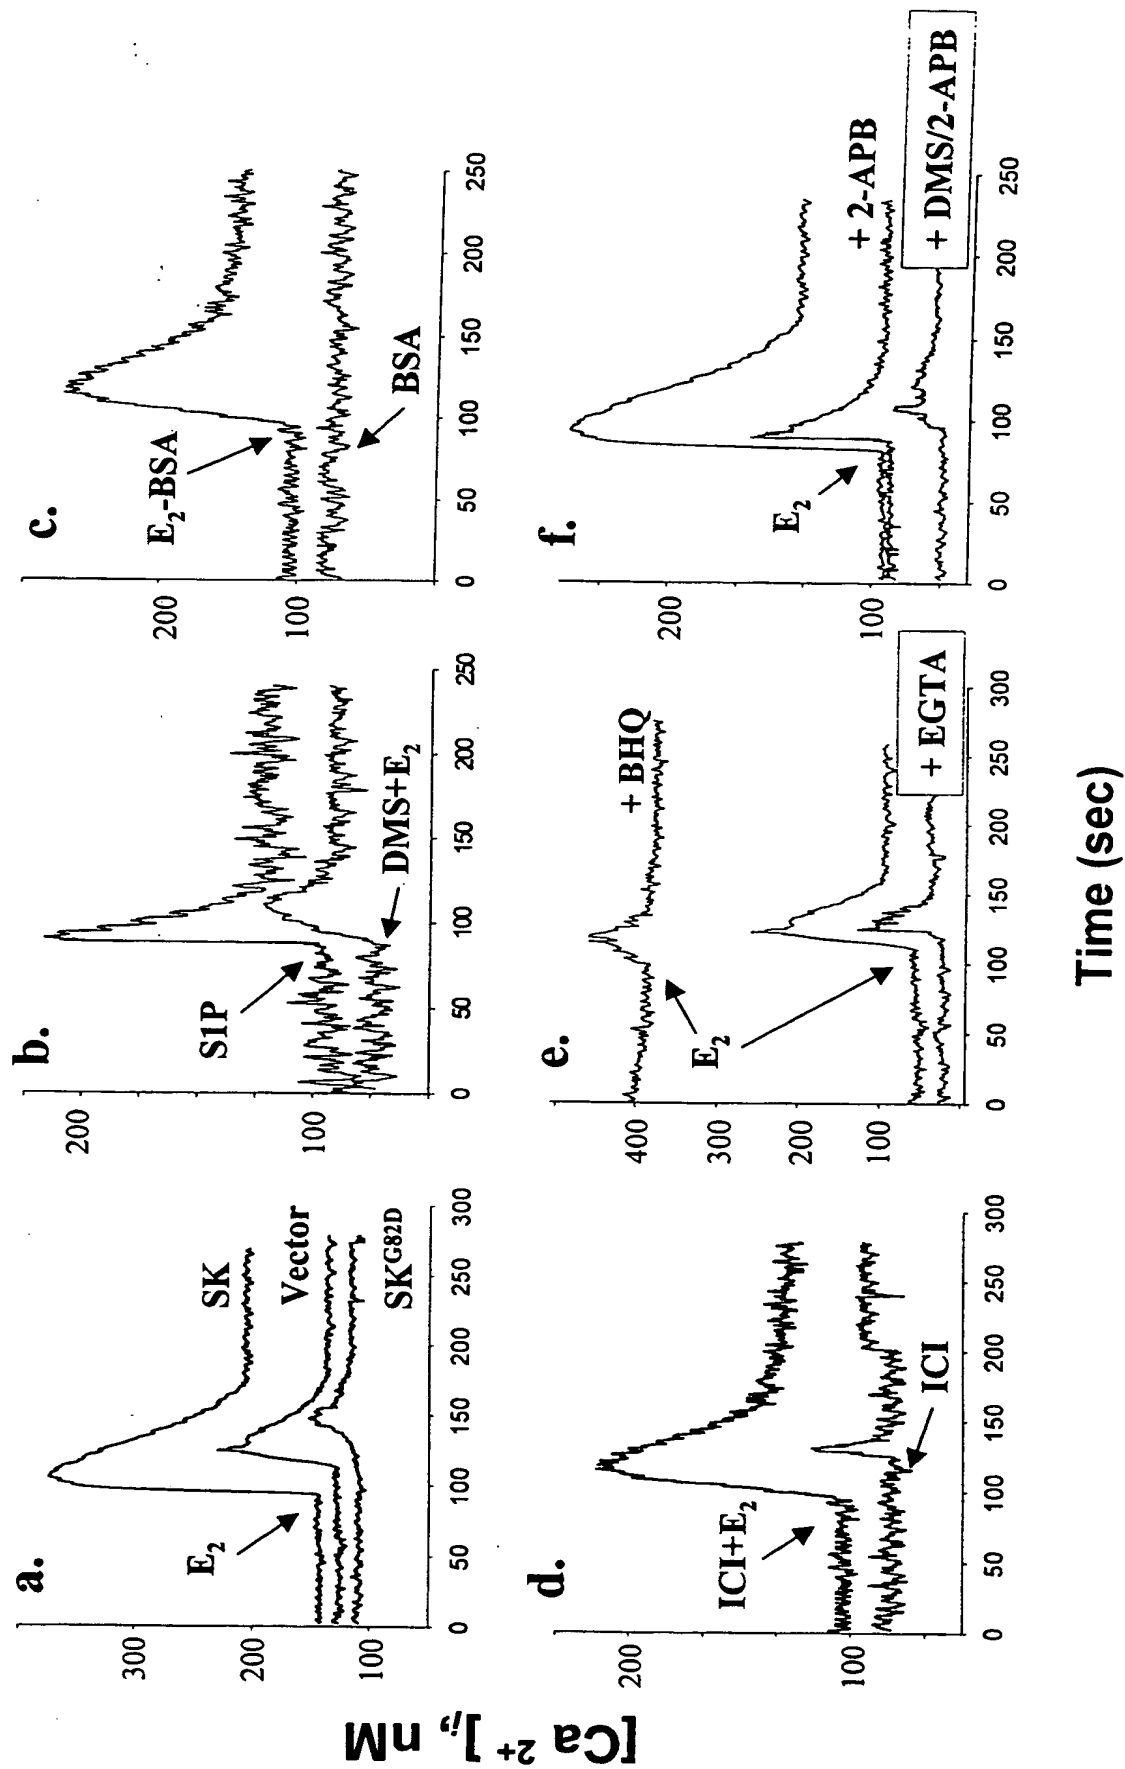 a.
300
200
100
0
50
100
150
200
250
300
E2
SK
Vector
SK^G82D
b.
200
100
0
50
100
150
200
250
S1P
DMS+E2
c.
200
100
0
50
100
150
200
250
E2-BSA
BSA
d.
200
100
0
50
100
150
200
250
300
ICI+E2
ICI
e.
400
300
200
100
0
50
100
150
200
250
300
E2
+ BHQ
+ EGTA
f.
200
100
0
50
100
150
200
250
E2
+ 2-APB
+ DMS/2-APB
[Ca 2+]i, nM
Time (sec)